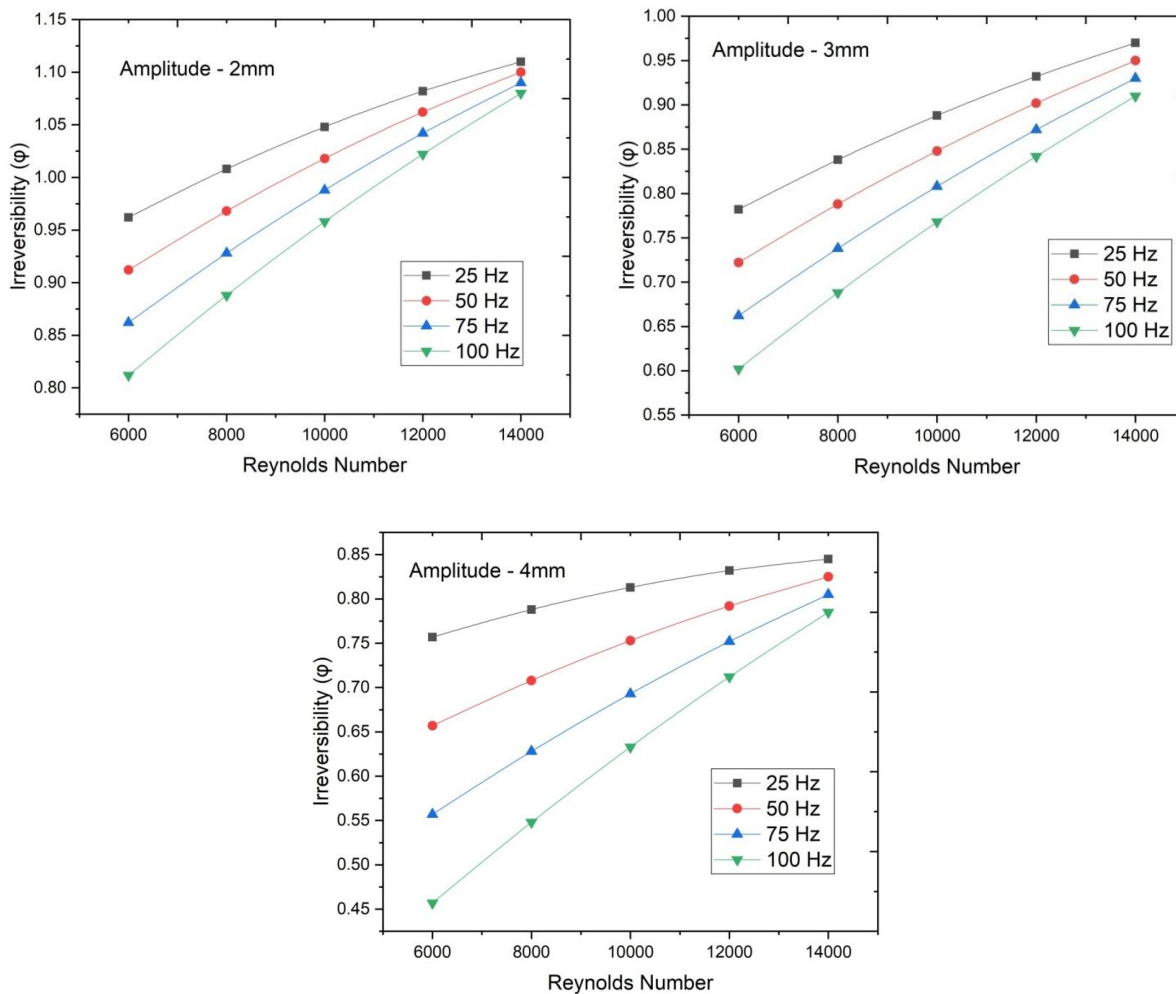 Amplitude - 2mm
Irreversibility (φ)
1.15
1.10
1.05
1.00
0.95
0.90
0.85
0.80
25 Hz
50 Hz
75 Hz
100 Hz
6000 8000 10000 12000 14000
Reynolds Number
Amplitude - 3mm
Irreversibility (φ)
1.00
0.95
0.90
0.85
0.80
0.75
0.70
0.65
0.60
0.55
25 Hz
50 Hz
75 Hz
100 Hz
6000 8000 10000 12000 14000
Reynolds Number
Amplitude - 4mm
Irreversibility (φ)
0.85
0.80
0.75
0.70
0.65
0.60
0.55
0.50
0.45
25 Hz
50 Hz
75 Hz
100 Hz
6000 8000 10000 12000 14000
Reynolds Number